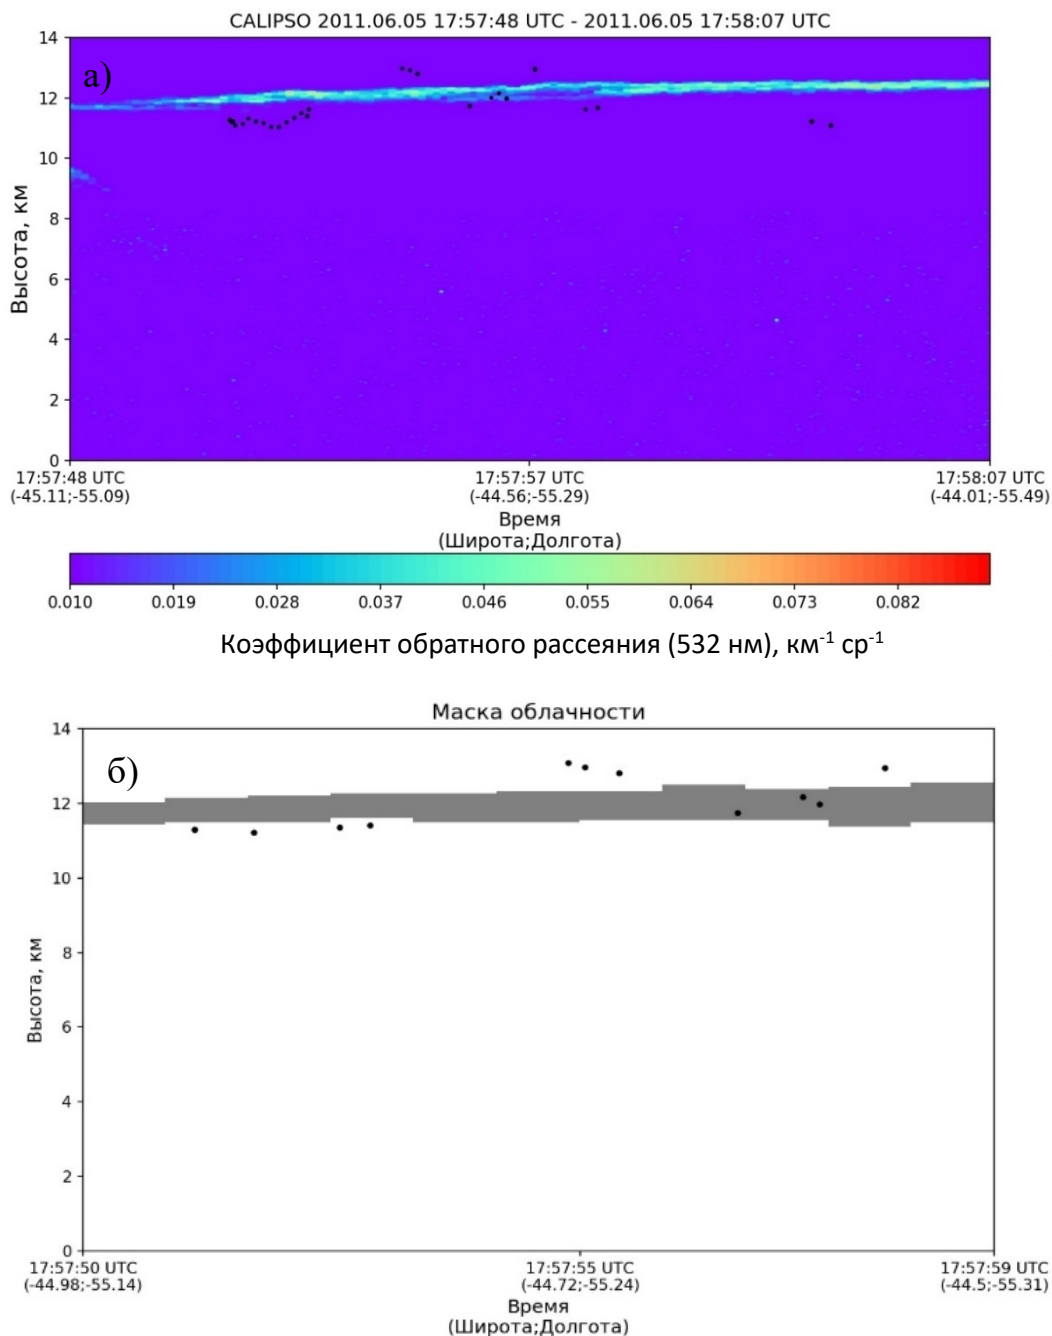 CALIPSO 2011.06.05 17:57:48 UTC - 2011.06.05 17:58:07 UTC
14
а)
12
10
8
6
4
2
0
Высота, км
17:57:48 UTC 17:57:57 UTC 17:58:07 UTC
(-45.11;-55.09) (-44.56;-55.29) (-44.01;-55.49)
Время
(Широта;Долгота)
0.010 0.019 0.028 0.037 0.046 0.055 0.064 0.073 0.082
Коэффициент обратного рассеяния (532 нм), км⁻¹ ср⁻¹
Маска облачности
14
б)
12
10
8
6
4
2
0
Высота, км
17:57:50 UTC 17:57:55 UTC 17:57:59 UTC
(-44.98;-55.14) (-44.72;-55.24) (-44.5;-55.31)
Время
(Широта;Долгота)